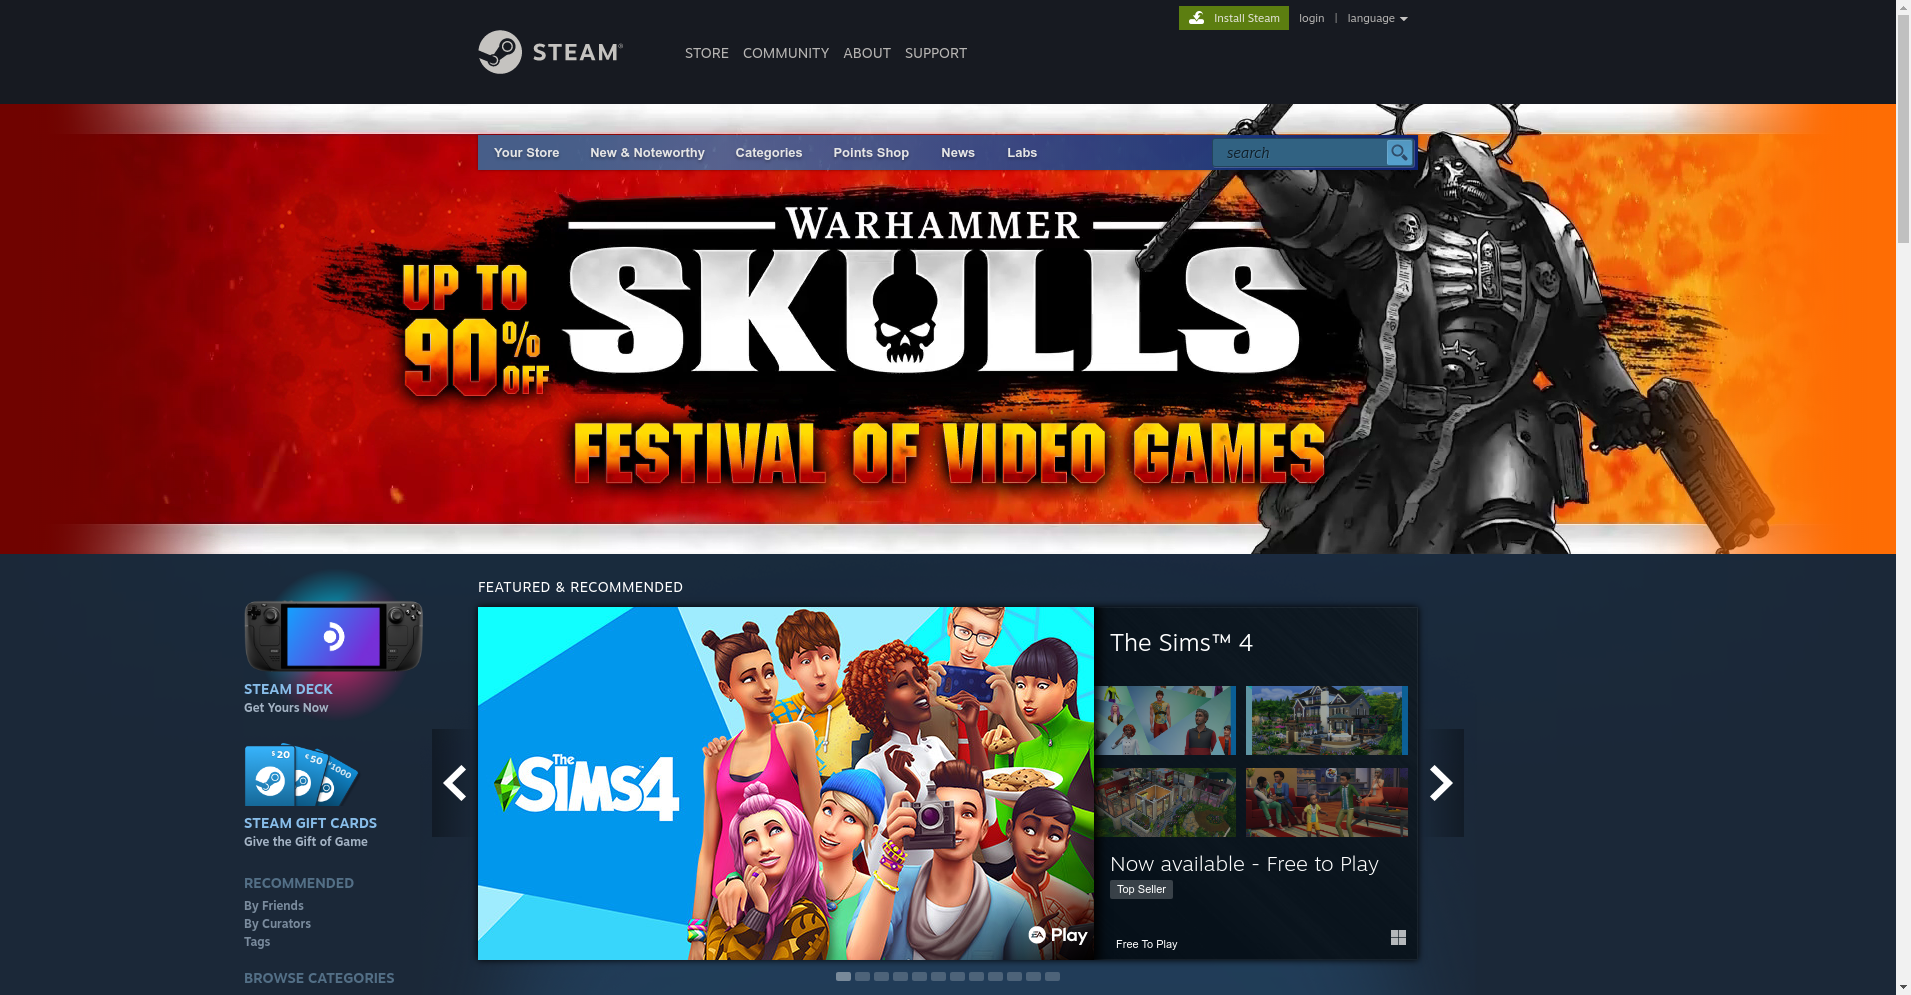 Install Steam login | language
STEAM®
STORE COMMUNITY ABOUT SUPPORT
Your Store New & Noteworthy Categories Points Shop News Labs search
WARHAMMER
SKULLS
UP TO
90%
OFF
FESTIVAL OF VIDEO GAMES
FEATURED & RECOMMENDED
STEAM DECK
Get Yours Now
$20 €50 ¥1000
STEAM GIFT CARDS
Give the Gift of Game
RECOMMENDED
By Friends
By Curators
Tags
BROWSE CATEGORIES
The
SIMS 4
EA Play
The Sims™ 4
Now available - Free to Play
Top Seller
Free To Play